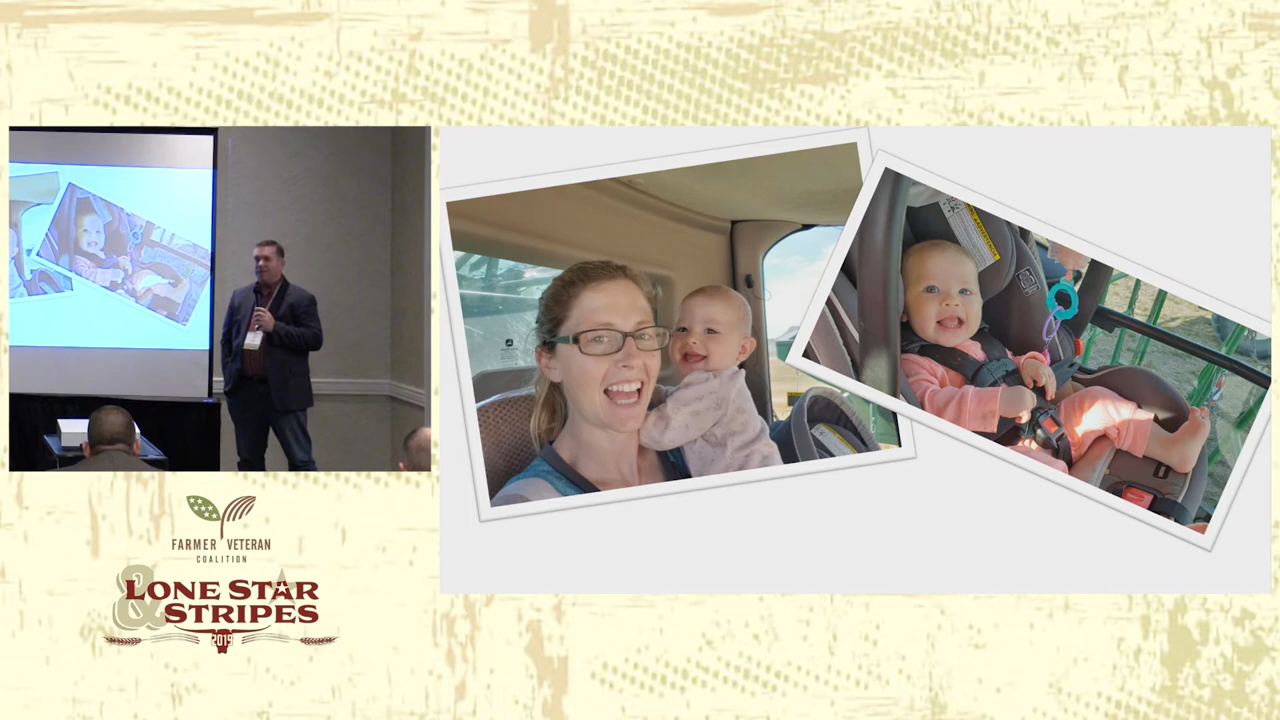 FARMER VETERAN
COALITION
& LONE STAR
STRIPES
2019